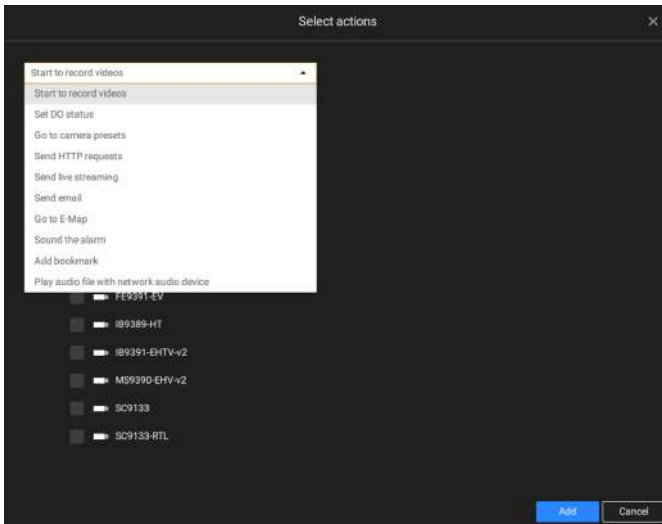 Select actions
Start to record videos
Start to record videos
Set DO status
Go to camera presets
Send HTTP requests
Send live streaming
Send email
Go to E-Map
Sound the alarm
Add bookmark
Play audio file with network audio device
FE9391-EV
IB9389-HT
IB9391-EHTV-v2
MS9390-EHV-v2
SC9133
SC9133-RTL
Add
Cancel